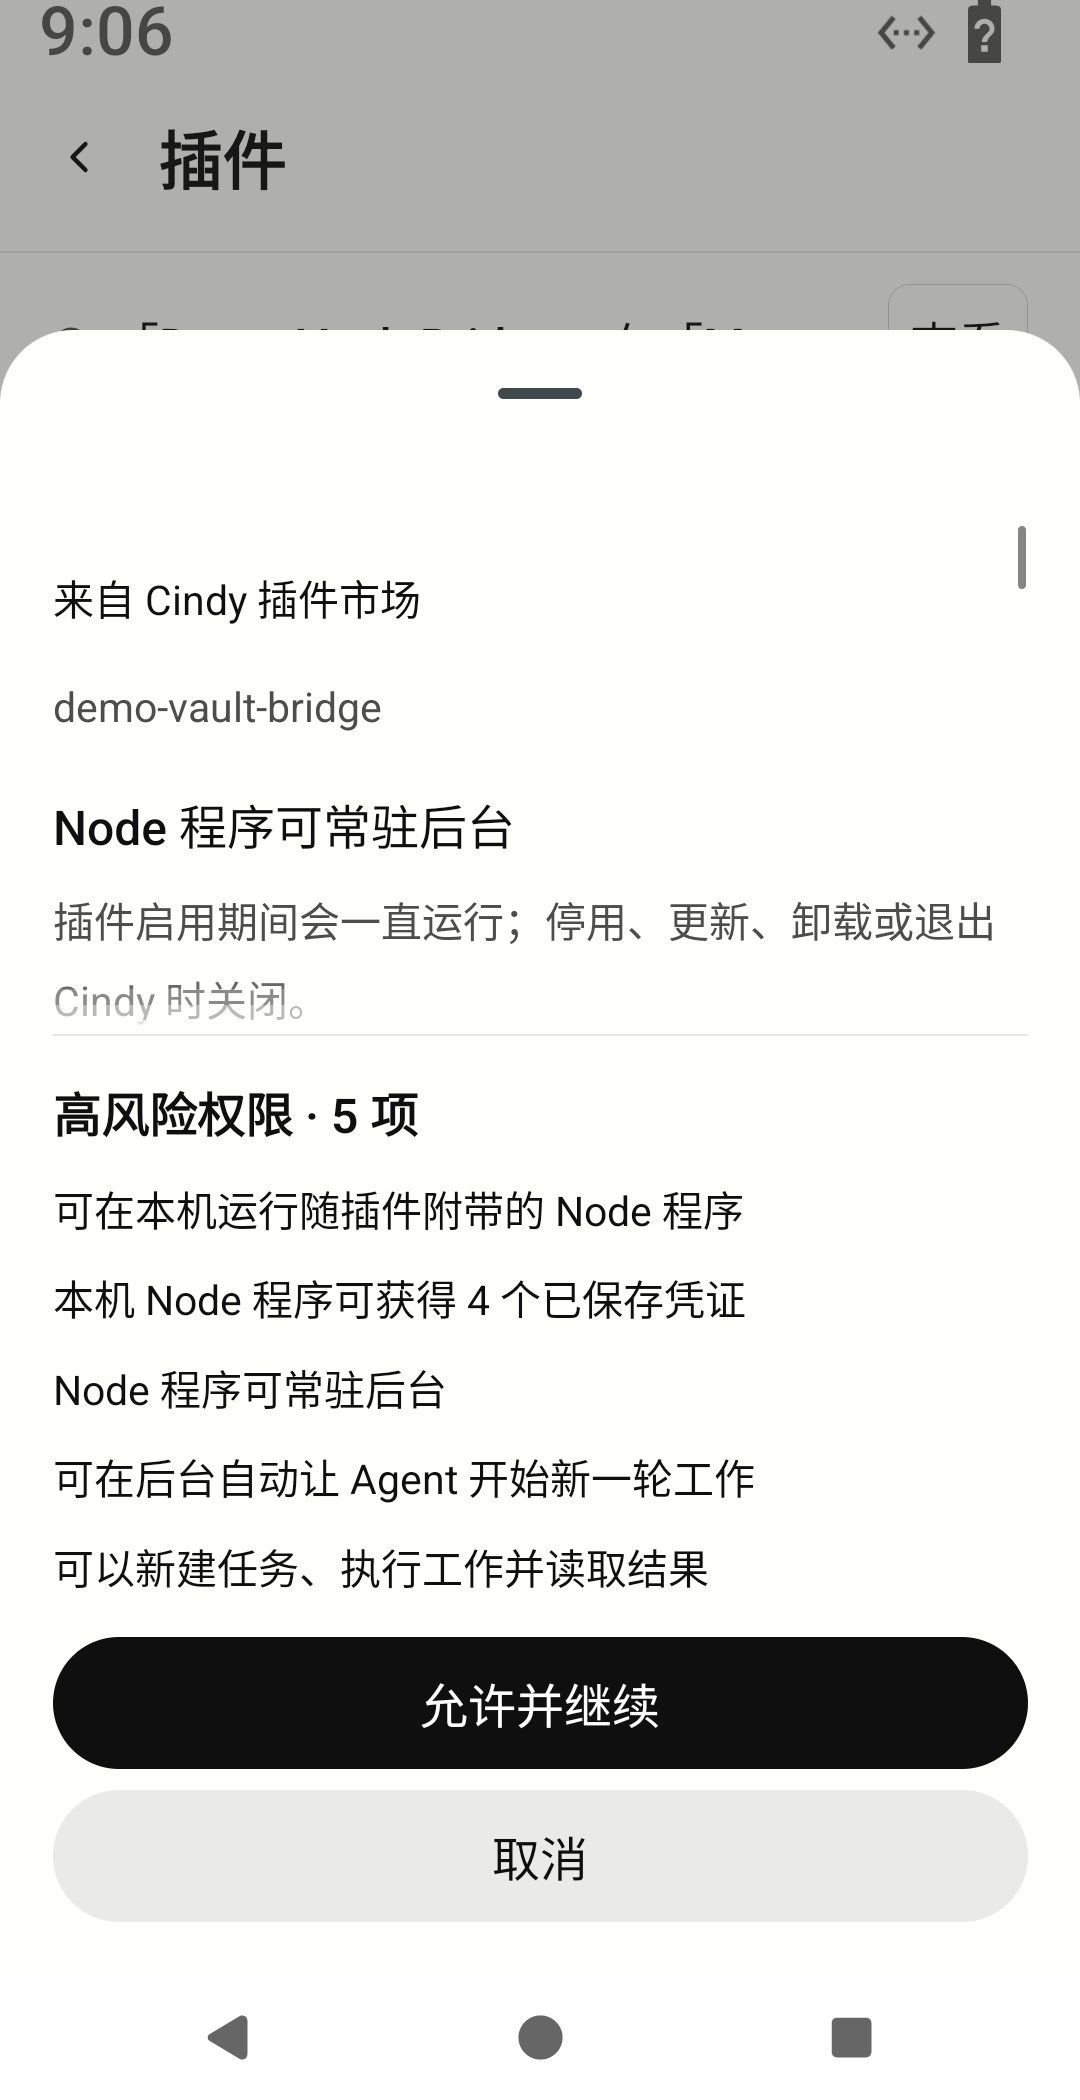 9:06
插件
来自 Cindy 插件市场
demo-vault-bridge
Node 程序可常驻后台
插件启用期间会一直运行；停用、更新、卸载或退出
Cindy 时关闭。
高风险权限 · 5 项
可在本机运行随插件附带的 Node 程序
本机 Node 程序可获得 4 个已保存凭证
Node 程序可常驻后台
可在后台自动让 Agent 开始新一轮工作
可以新建任务、执行工作并读取结果
允许并继续
取消